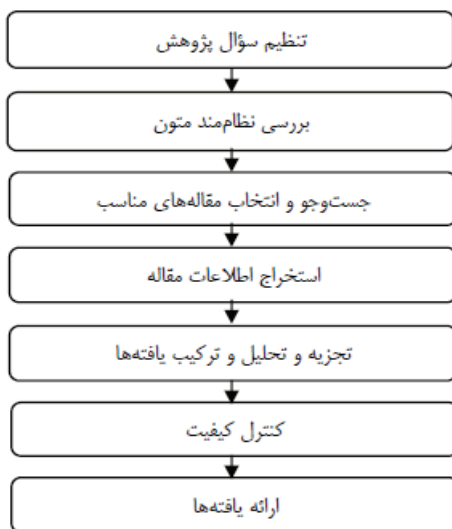 تنظیم سؤال پژوهش
بررسی نظام‌مند متون
جست‌وجو و انتخاب مقاله‌های مناسب
استخراج اطلاعات مقاله
تجزیه و تحلیل و ترکیب یافته‌ها
کنترل کیفیت
ارائه یافته‌ها